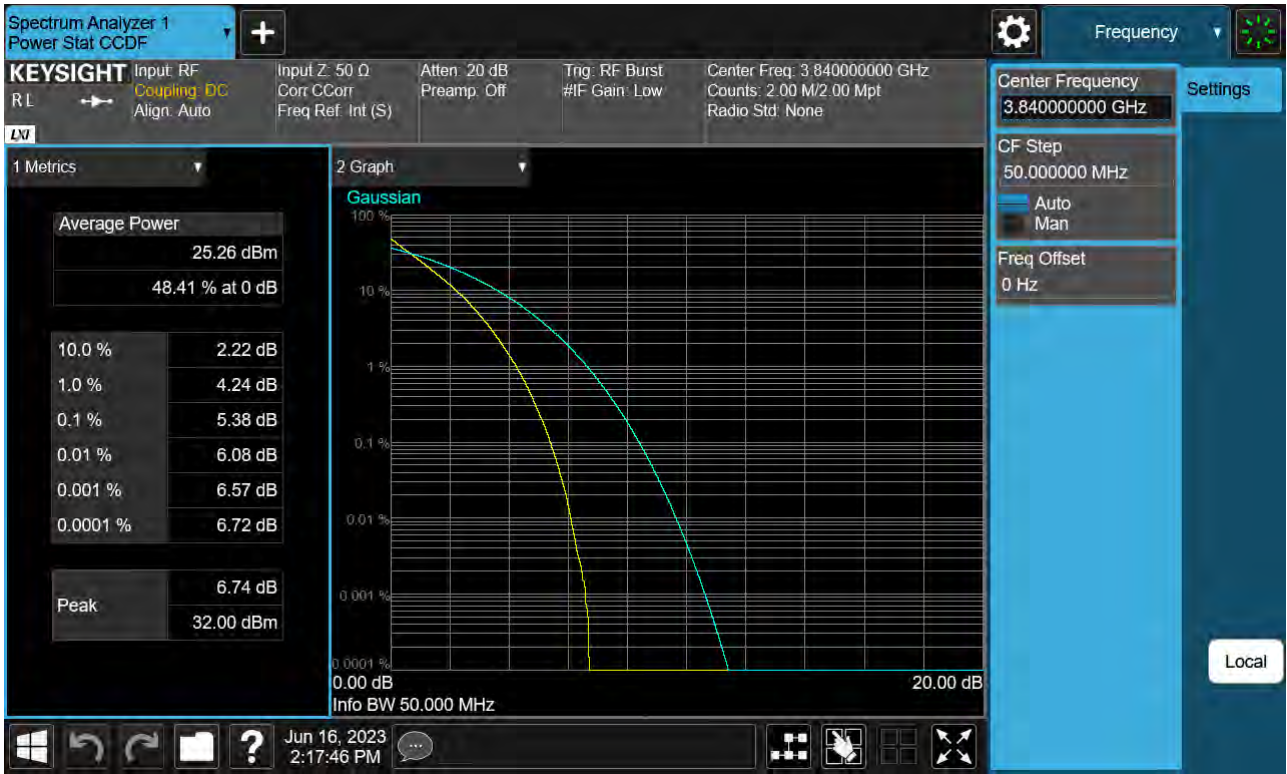 Spectrum Analyzer 1
Power Stat CCDF
+
Frequency
KEYSIGHT
RL
LXI
Input: RF
Coupling: DC
Align: Auto
Input Z: 50 Ω
Corr CCorr
Freq Ref: Int (S)
Atten: 20 dB
Preamp: Off
Trig: RF Burst
#IF Gain: Low
Center Freq: 3.840000000 GHz
Counts: 2.00 M/2.00 Mpt
Radio Std: None
Center Frequency
3.840000000 GHz
Settings
CF Step
50.000000 MHz
Auto
Man
Freq Offset
0 Hz
Local
1 Metrics
Average Power
25.26 dBm
48.41 % at 0 dB
10.0 % 2.22 dB
1.0 % 4.24 dB
0.1 % 5.38 dB
0.01 % 6.08 dB
0.001 % 6.57 dB
0.0001 % 6.72 dB
Peak
6.74 dB
32.00 dBm
2 Graph
Gaussian
100 %
10 %
1 %
0.1 %
0.01 %
0.001 %
0.0001 %
0.00 dB 20.00 dB
Info BW 50.000 MHz
?
Jun 16, 2023
2:17:46 PM